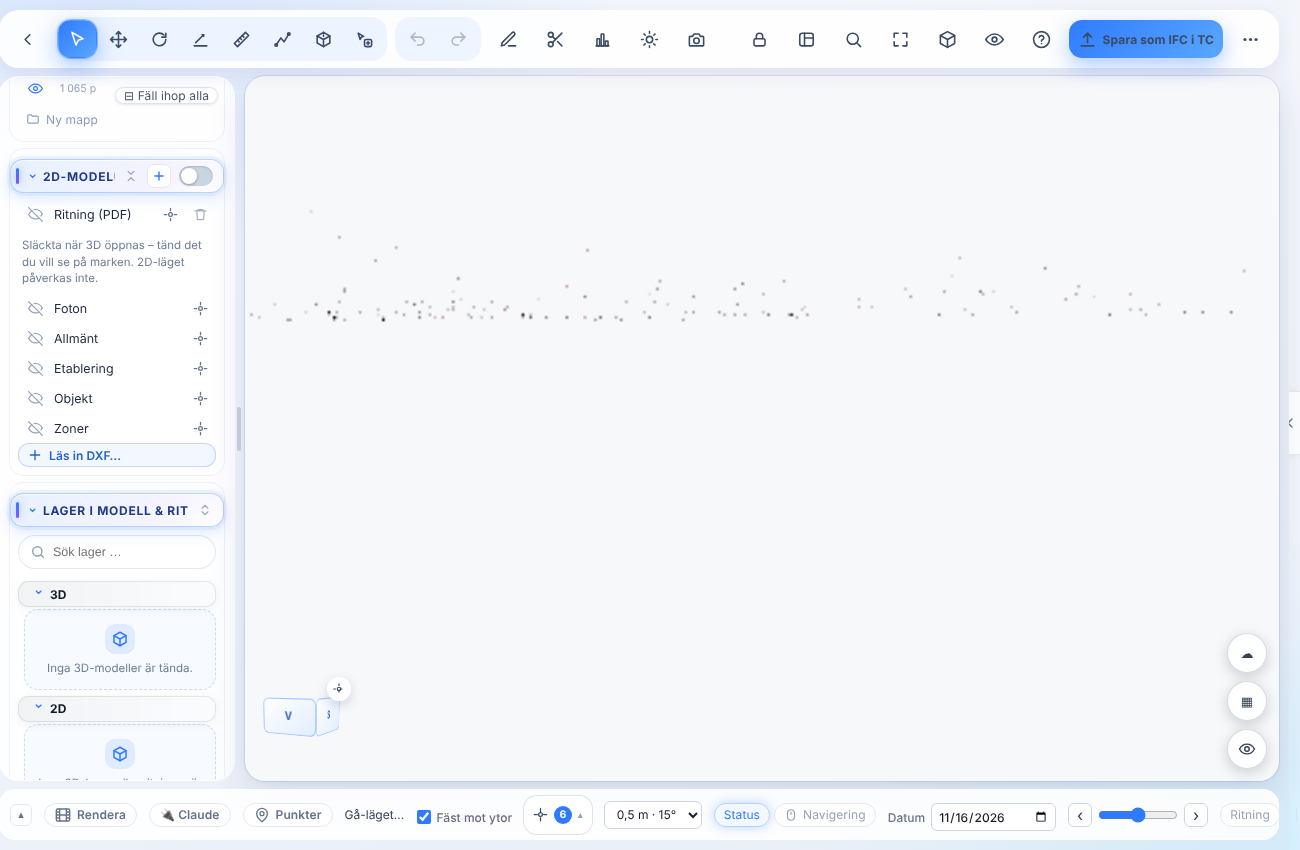 Spara som IFC i TC
1 065 p
Fäll ihop alla
Ny mapp
2D-MODEL
Ritning (PDF)
Släckta när 3D öppnas – tänd det
du vill se på marken. 2D-läget
påverkas inte.
Foton
Allmänt
Etablering
Objekt
Zoner
Läs in DXF...
LAGER I MODELL & RIT
Sök lager ...
3D
Inga 3D-modeller är tända.
2D
V
Rendera
Claude
Punkter
Gå-läget...
Fäst mot ytor
6
0,5 m · 15°
Status
Navigering
Datum
11/16/2026
Ritning